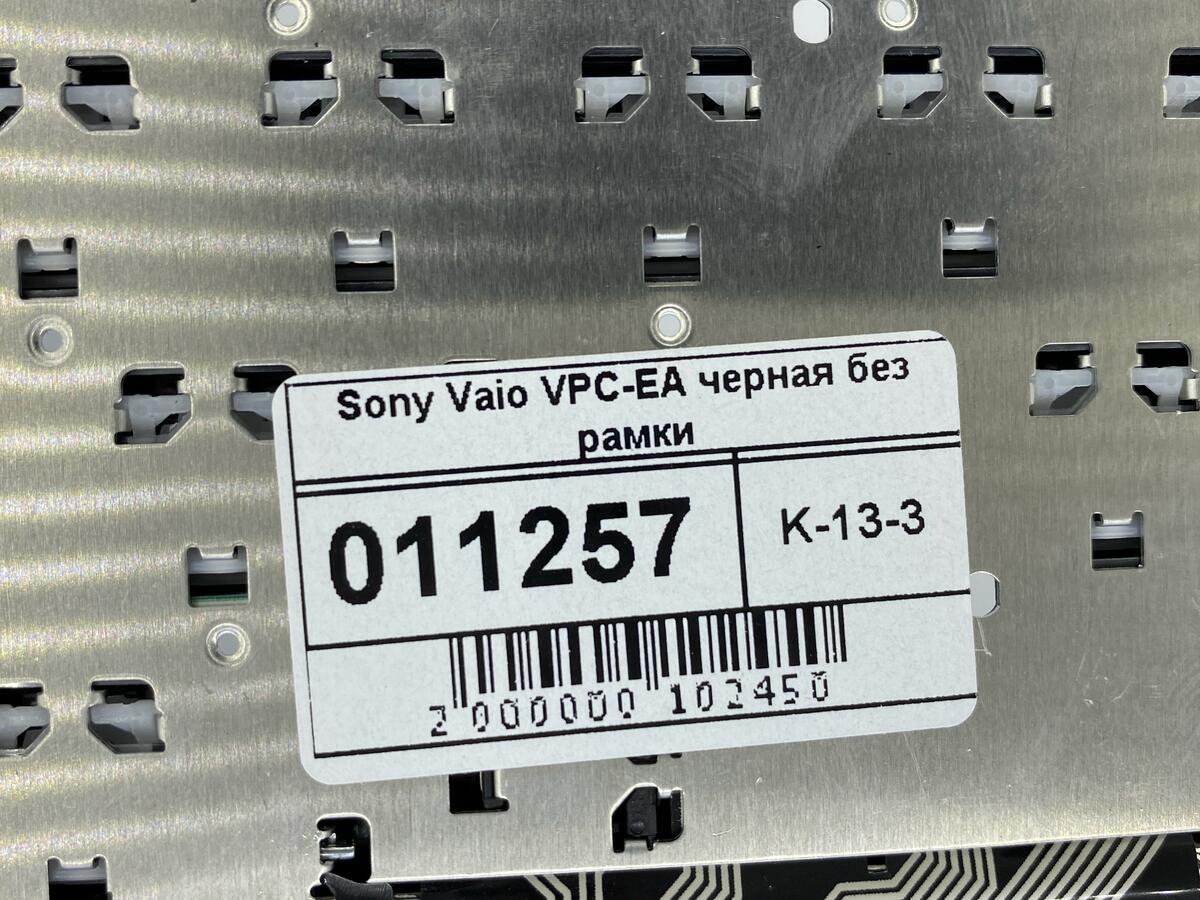 Sony Vaio VPC-EA черная без
рамки
011257
K-13-3
2 000000 102450